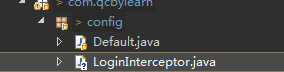 com.qcbylearn
> config
Default.java
LoginInterceptor.java